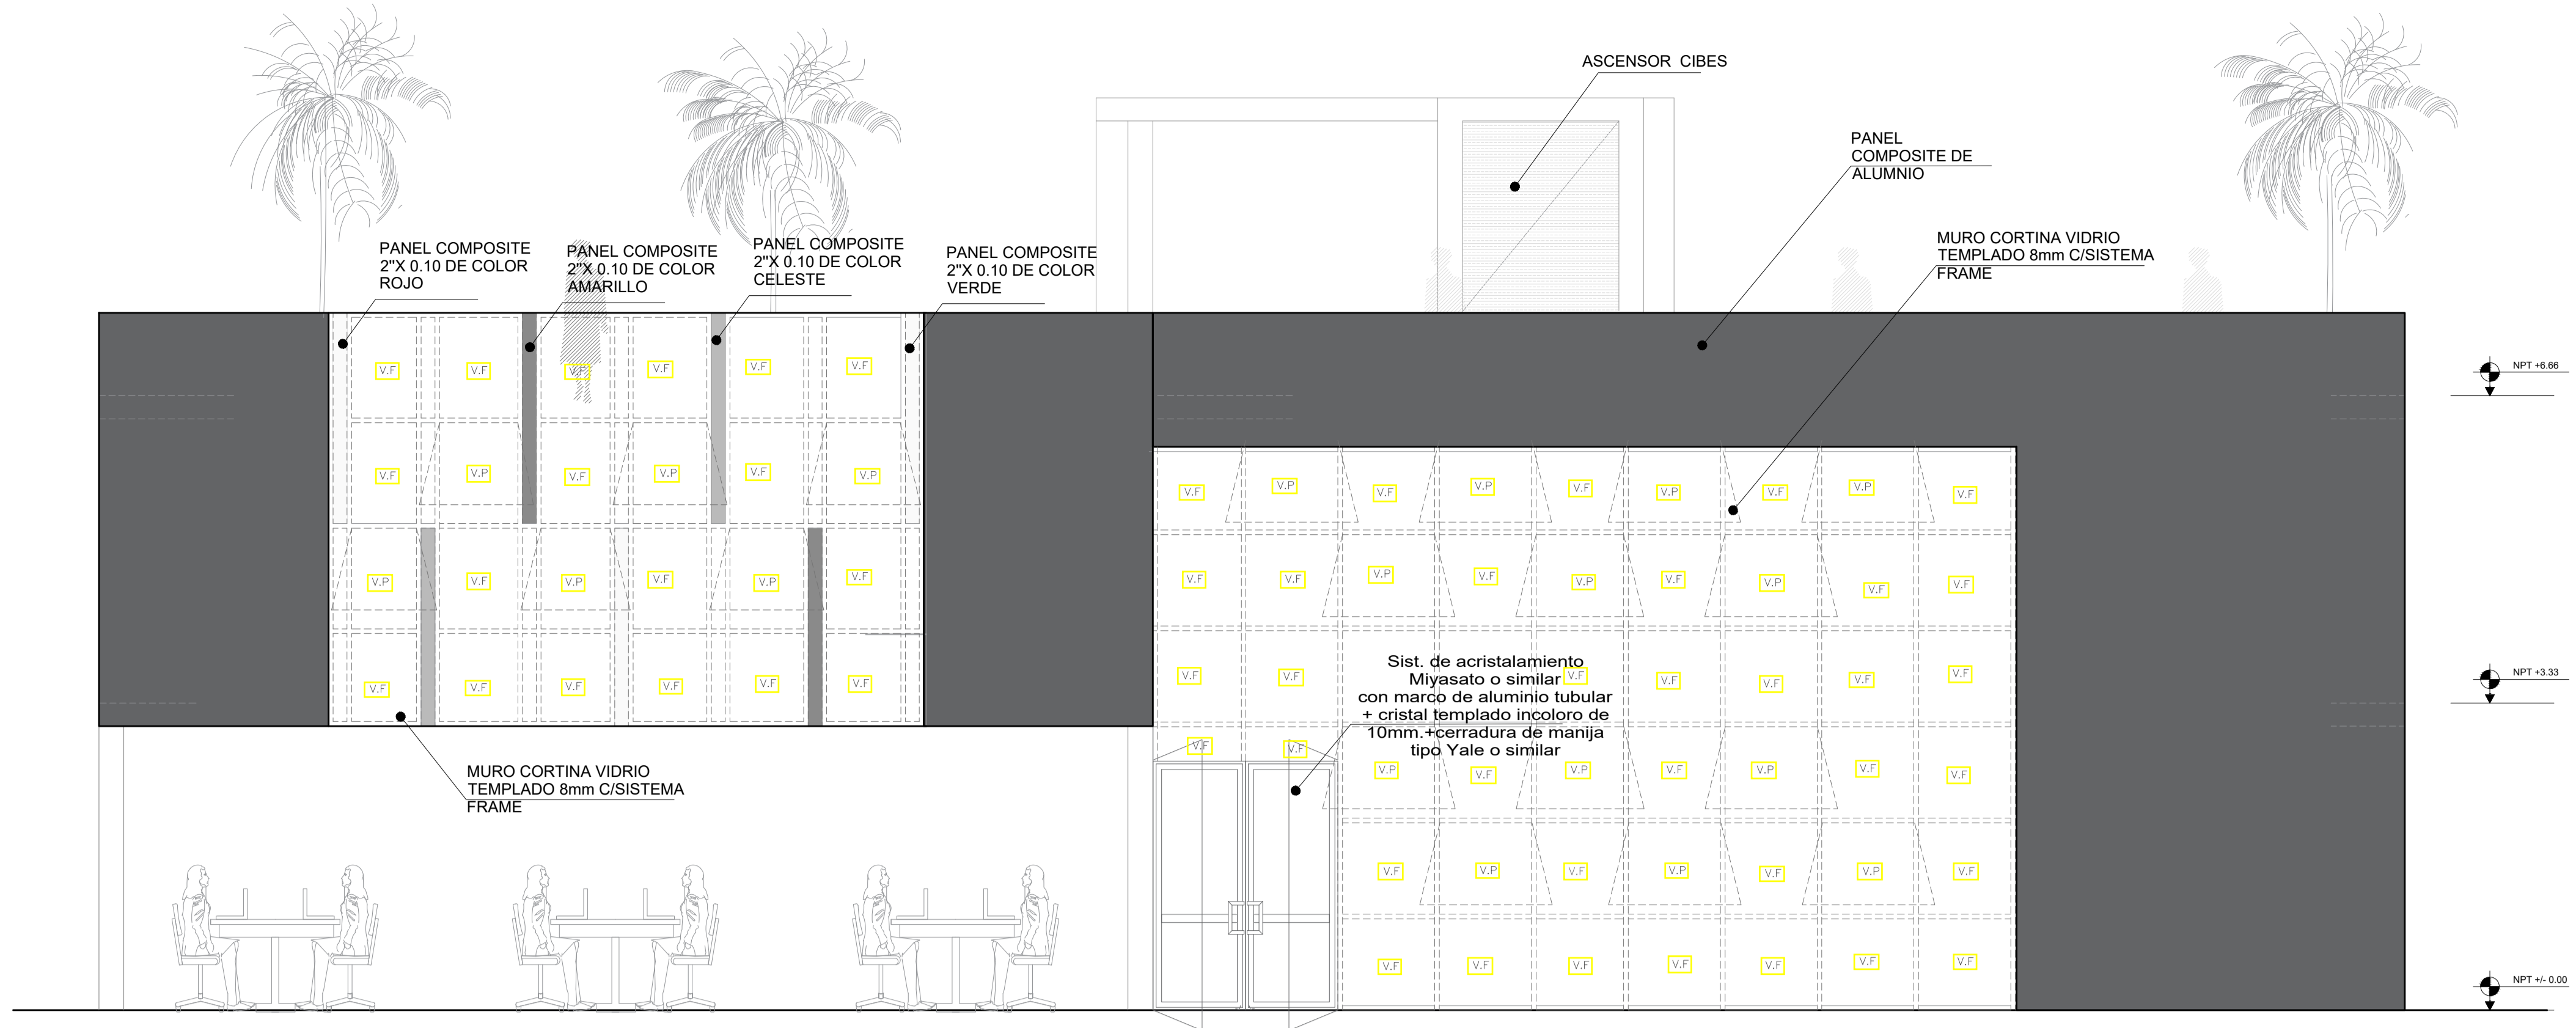 ASCENSOR CIBES
PANEL
COMPOSITE DE
ALUMNIO
MURO CORTINA VIDRIO
TEMPLADO 8mm C/SISTEMA
FRAME
PANEL COMPOSITE
2"X 0.10 DE COLOR
ROJO
PANEL COMPOSITE
2"X 0.10 DE COLOR
AMARILLO
PANEL COMPOSITE
2"X 0.10 DE COLOR
CELESTE
PANEL COMPOSITE
2"X 0.10 DE COLOR
VERDE
NPT +6.66
V.F V.F V.F V.F V.F V.F
V.F V.P V.F V.P V.F V.P
V.P V.F V.P V.F V.P V.F
V.F V.F V.F V.F V.F V.F
V.F V.P V.F V.P V.F V.P V.F V.P V.F
V.F V.F V.P V.F V.P V.F V.P V.F V.F
V.F V.F V.F V.F V.F V.F V.F
NPT +3.33
Sist. de acristalamiento
Miyasato o similar
con marco de aluminio tubular
+ cristal templado incoloro de
10mm.+cerradura de manija
tipo Yale o similar
V.F V.F V.P V.F V.P V.F V.P V.F V.F
V.F V.P V.F V.P V.F V.P V.F
V.F V.F V.F V.F V.F V.F V.F
MURO CORTINA VIDRIO
TEMPLADO 8mm C/SISTEMA
FRAME
NPT +/- 0.00